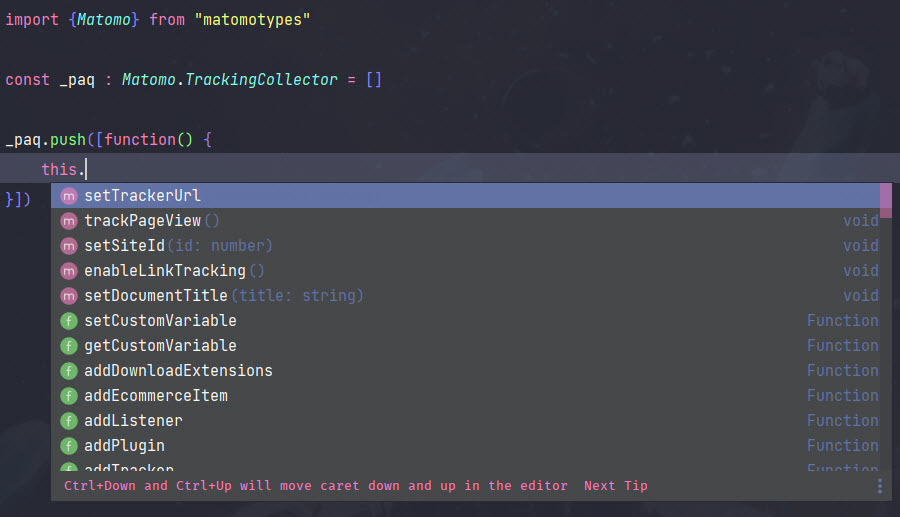 import {Matomo} from "matomotypes"
const _paq : Matomo.TrackingCollector = []
_paq.push([function() {
this.
}])
m setTrackerUrl
m trackPageView() void
m setSiteId(id: number) void
m enableLinkTracking() void
m setDocumentTitle(title: string) void
f setCustomVariable Function
f getCustomVariable Function
f addDownloadExtensions Function
f addEcommerceItem Function
f addListener Function
f addPlugin Function
f addTracker Function
Ctrl+Down and Ctrl+Up will move caret down and up in the editor Next Tip